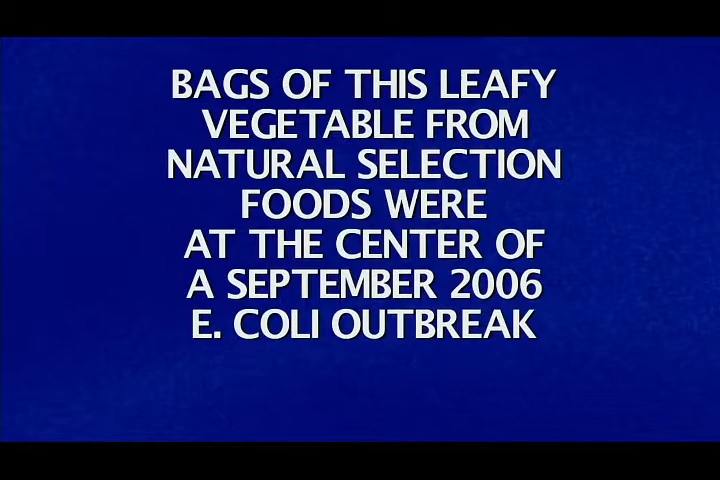 BAGS OF THIS LEAFY
VEGETABLE FROM
NATURAL SELECTION
FOODS WERE
AT THE CENTER OF
A SEPTEMBER 2006
E. COLI OUTBREAK